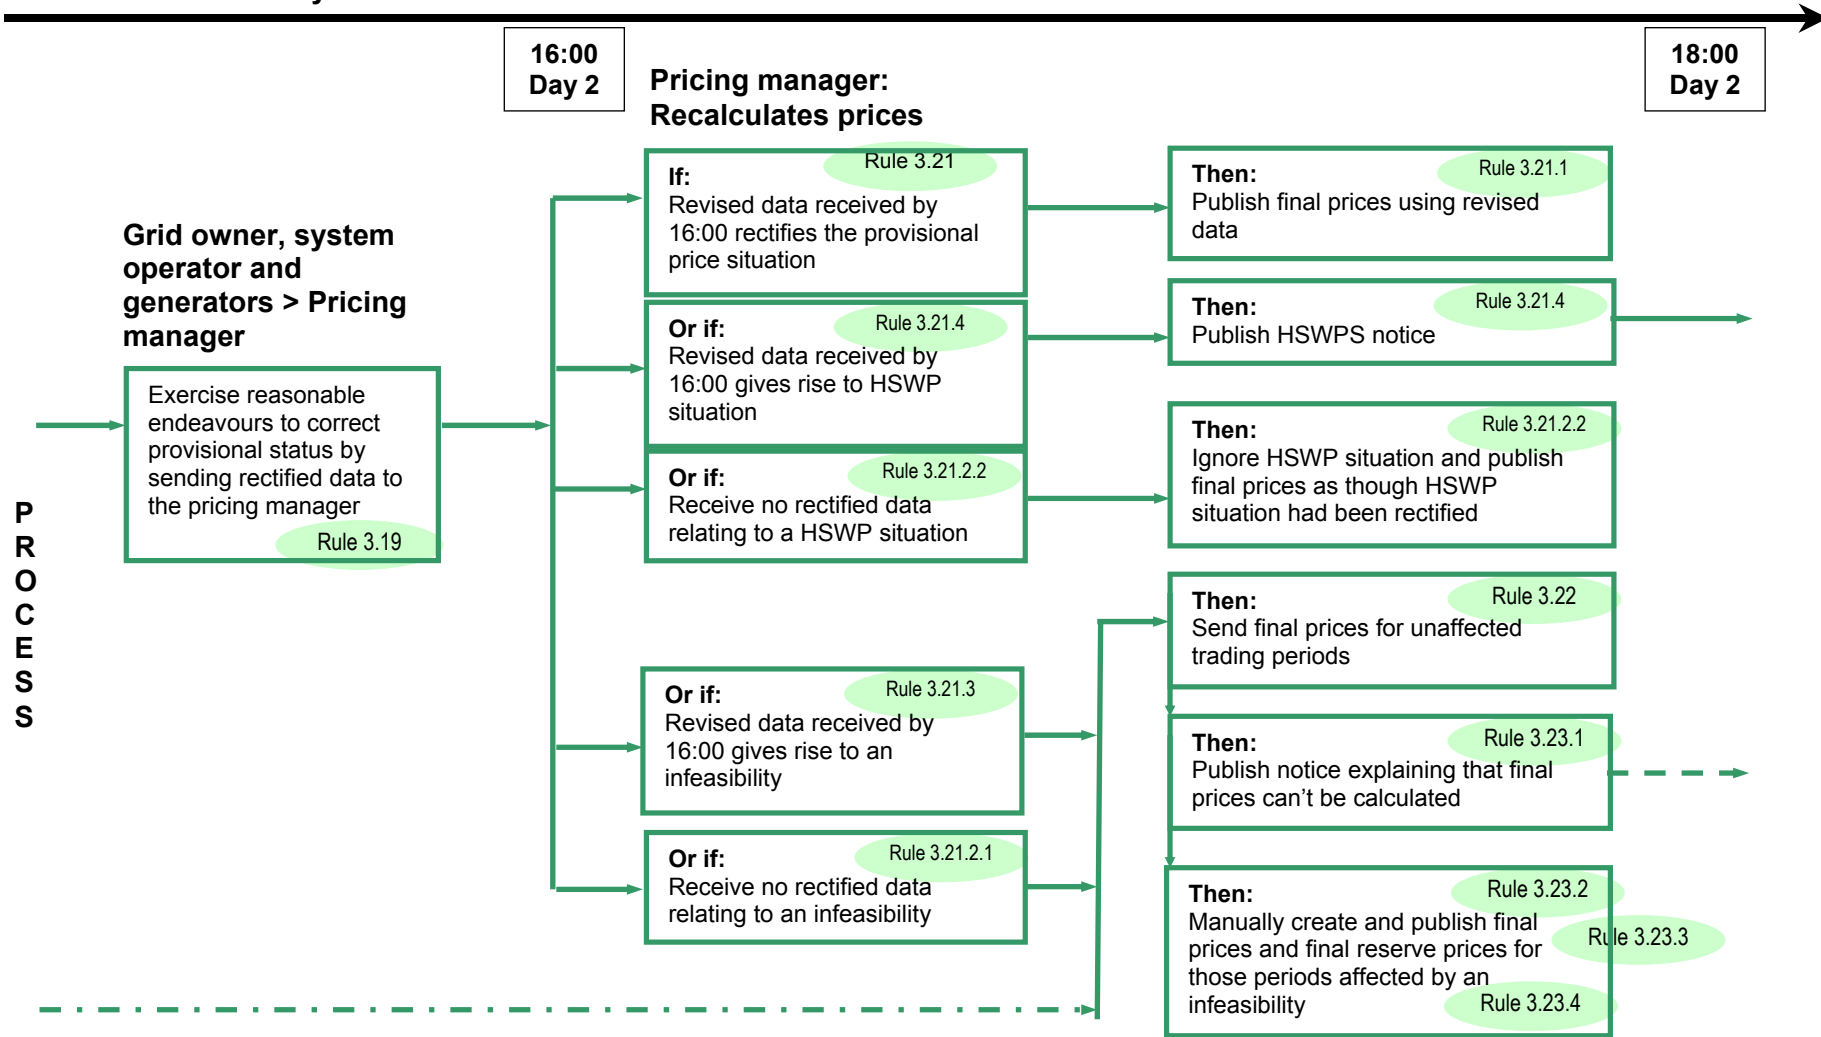 16:00
Day 2
18:00
Day 2
Pricing manager:
Recalculates prices
Grid owner, system
operator and
generators > Pricing
manager
Exercise reasonable
endeavours to correct
provisional status by
sending rectified data to
the pricing manager
Rule 3.19
P
R
O
C
E
S
S
Rule 3.21
If:
Revised data received by
16:00 rectifies the provisional
price situation
Rule 3.21.1
Then:
Publish final prices using revised
data
Rule 3.21.4
Or if:
Revised data received by
16:00 gives rise to HSWP
situation
Rule 3.21.4
Then:
Publish HSWPS notice
Rule 3.21.2.2
Or if:
Receive no rectified data
relating to a HSWP situation
Rule 3.21.2.2
Then:
Ignore HSWP situation and publish
final prices as though HSWP
situation had been rectified
Rule 3.22
Then:
Send final prices for unaffected
trading periods
Rule 3.21.3
Or if:
Revised data received by
16:00 gives rise to an
infeasibility
Rule 3.23.1
Then:
Publish notice explaining that final
prices can't be calculated
Rule 3.21.2.1
Or if:
Receive no rectified data
relating to an infeasibility
Rule 3.23.2
Then:
Manually create and publish final
prices and final reserve prices for
those periods affected by an
infeasibility
Rule 3.23.3
Rule 3.23.4